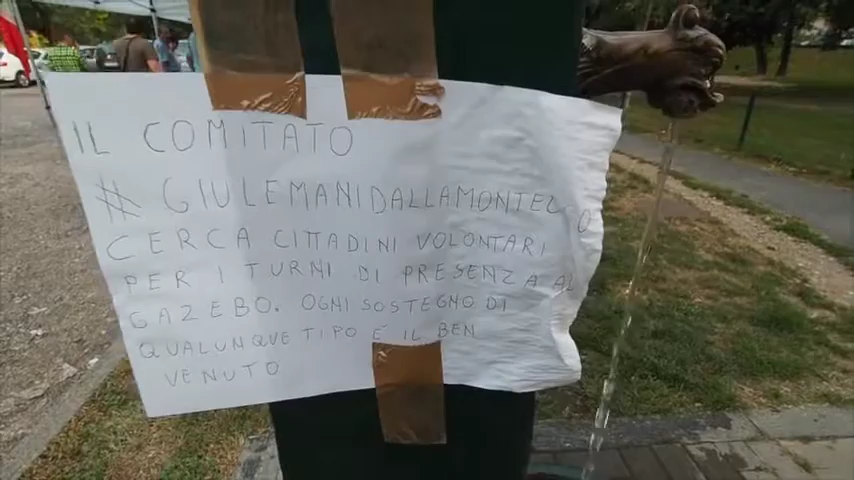 IL COMITATO
#GIULEMANIDALLAMONTEL
CERCA CITTADINI VOLONTARI O
PER I TURNI DI PRESENZA AL
GAZEBO. OGNI SOSTEGNO DI
QUALUNQUE TIPO È IL BEN
VENUTO